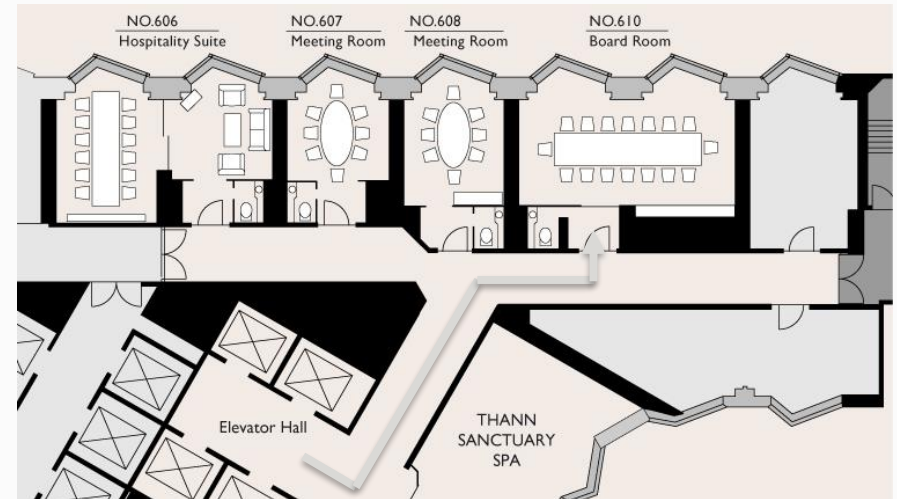 NO.606
Hospitality Suite
NO.607
Meeting Room
NO.608
Meeting Room
NO.610
Board Room
Elevator Hall
THANN
SANCTUARY
SPA